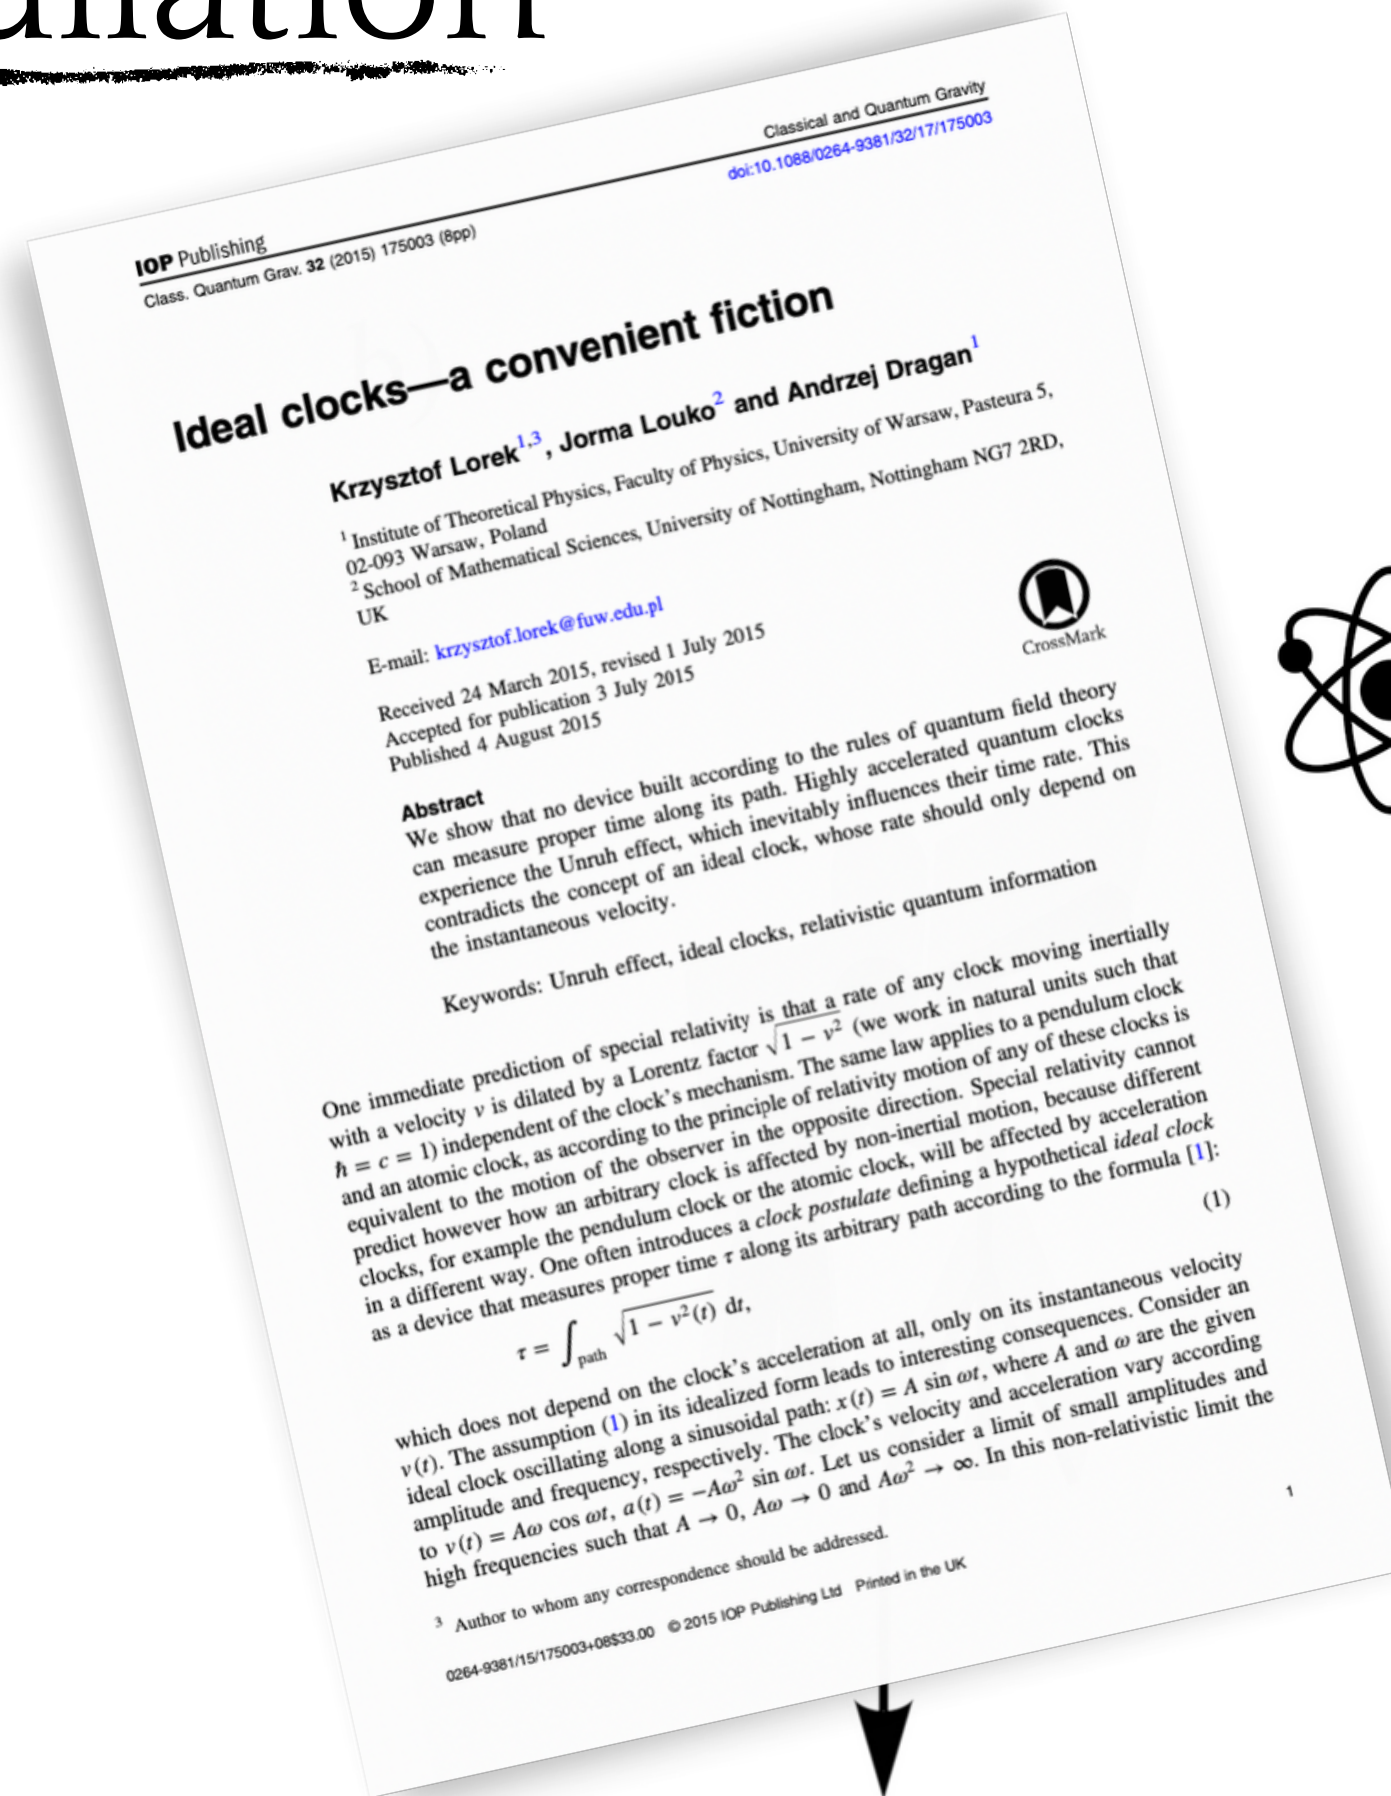 IOP Publishing
Classical and Quantum Gravity
Class. Quantum Grav. 32 (2015) 175003 (8pp)
doi:10.1088/0264-9381/32/17/175003
Ideal clocks—a convenient fiction
Krzysztof Lorek1,3, Jorma Louko2 and Andrzej Dragan1
1 Institute of Theoretical Physics, Faculty of Physics, University of Warsaw, Pasteura 5,
02-093 Warsaw, Poland
2 School of Mathematical Sciences, University of Nottingham, Nottingham NG7 2RD,
UK
E-mail: krzysztof.lorek@fuw.edu.pl
CrossMark
Received 24 March 2015, revised 1 July 2015
Accepted for publication 3 July 2015
Published 4 August 2015
Abstract
We show that no device built according to the rules of quantum field theory
can measure proper time along its path. Highly accelerated quantum clocks
experience the Unruh effect, which inevitably influences their time rate. This
contradicts the concept of an ideal clock, whose rate should only depend on
the instantaneous velocity.
Keywords: Unruh effect, ideal clocks, relativistic quantum information
One immediate prediction of special relativity is that a rate of any clock moving inertially
with a velocity v is dilated by a Lorentz factor √1 − v² (we work in natural units such that
ℏ = c = 1) independent of the clock's mechanism. The same law applies to a pendulum clock
and an atomic clock, as according to the principle of relativity motion of any of these clocks is
equivalent to the motion of the observer in the opposite direction. Special relativity cannot
predict however how an arbitrary clock is affected by non-inertial motion, because different
clocks, for example the pendulum clock or the atomic clock, will be affected by acceleration
in a different way. One often introduces a clock postulate defining a hypothetical ideal clock
as a device that measures proper time τ along its arbitrary path according to the formula [1]:
τ = ∫path √1 − v²(t) dt, (1)
which does not depend on the clock's acceleration at all, only on its instantaneous velocity
v(t). The assumption (1) in its idealized form leads to interesting consequences. Consider an
ideal clock oscillating along a sinusoidal path: x(t) = A sin ωt, where A and ω are the given
amplitude and frequency, respectively. The clock's velocity and acceleration vary according
to v(t) = Aω cos ωt, a(t) = −Aω² sin ωt. Let us consider a limit of small amplitudes and
high frequencies such that A → 0, Aω → 0 and Aω² → ∞. In this non-relativistic limit the
3 Author to whom any correspondence should be addressed.
0264-9381/15/175003+08$33.00 © 2015 IOP Publishing Ltd Printed in the UK
1